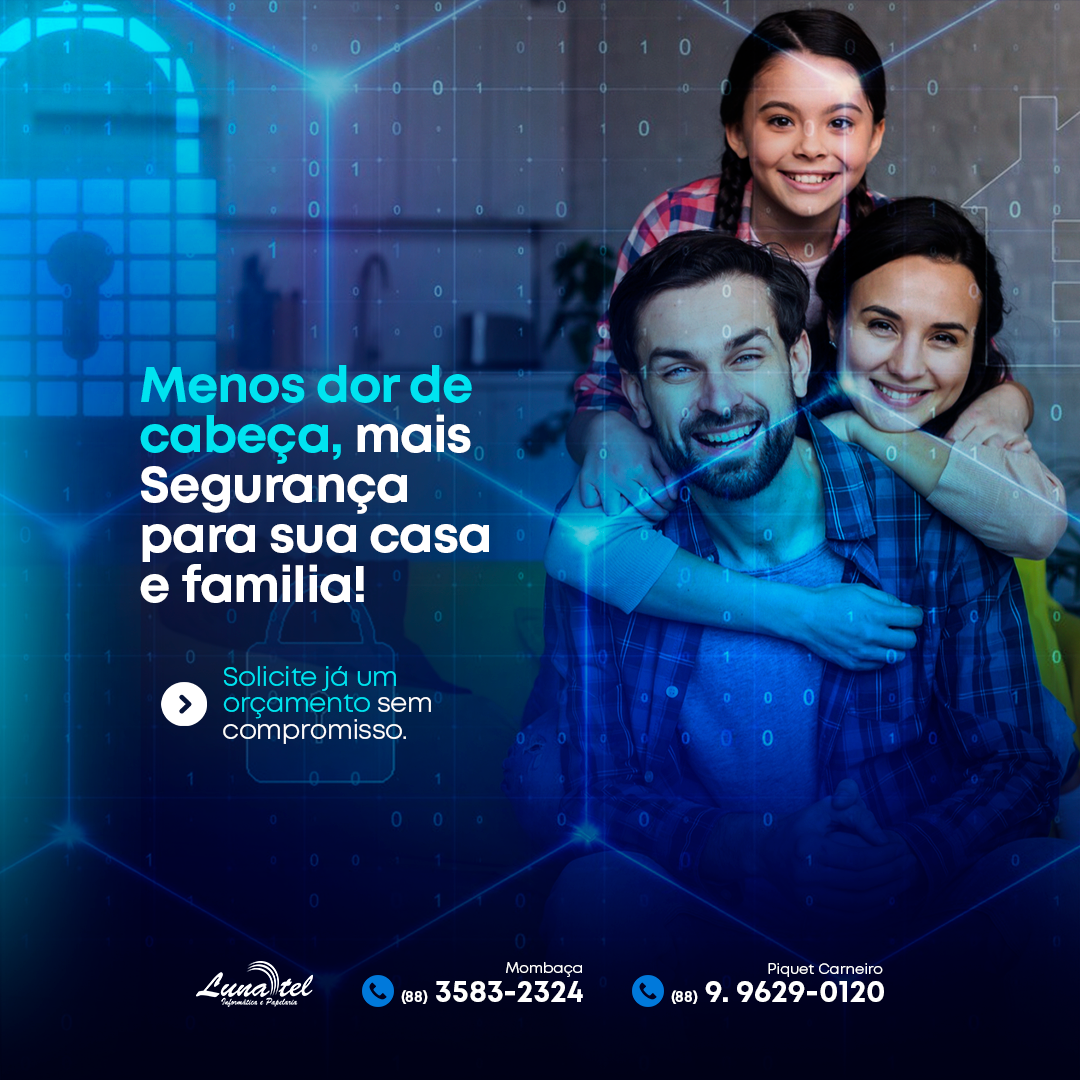 Menos dor de
cabeça, mais
Segurança
para sua casa
e familia!
Solicite já um
orçamento sem
compromisso.
Lunatel
Informática e Papelaria
Mombaça
(88) 3583-2324
Piquet Carneiro
(88) 9. 9629-0120